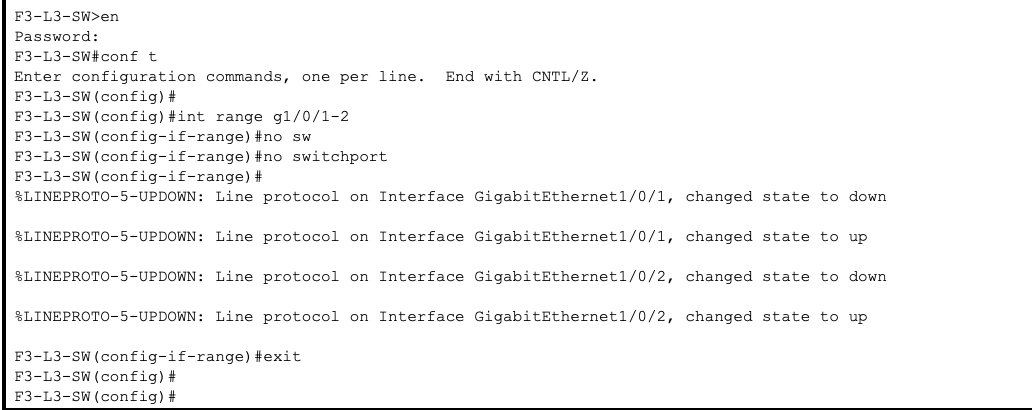 F3-L3-SW>en
Password:
F3-L3-SW#conf t
Enter configuration commands, one per line.  End with CNTL/Z.
F3-L3-SW(config)#
F3-L3-SW(config)#int range g1/0/1-2
F3-L3-SW(config-if-range)#no sw
F3-L3-SW(config-if-range)#no switchport
F3-L3-SW(config-if-range)#
%LINEPROTO-5-UPDOWN: Line protocol on Interface GigabitEthernet1/0/1, changed state to down
%LINEPROTO-5-UPDOWN: Line protocol on Interface GigabitEthernet1/0/1, changed state to up
%LINEPROTO-5-UPDOWN: Line protocol on Interface GigabitEthernet1/0/2, changed state to down
%LINEPROTO-5-UPDOWN: Line protocol on Interface GigabitEthernet1/0/2, changed state to up
F3-L3-SW(config-if-range)#exit
F3-L3-SW(config)#
F3-L3-SW(config)#